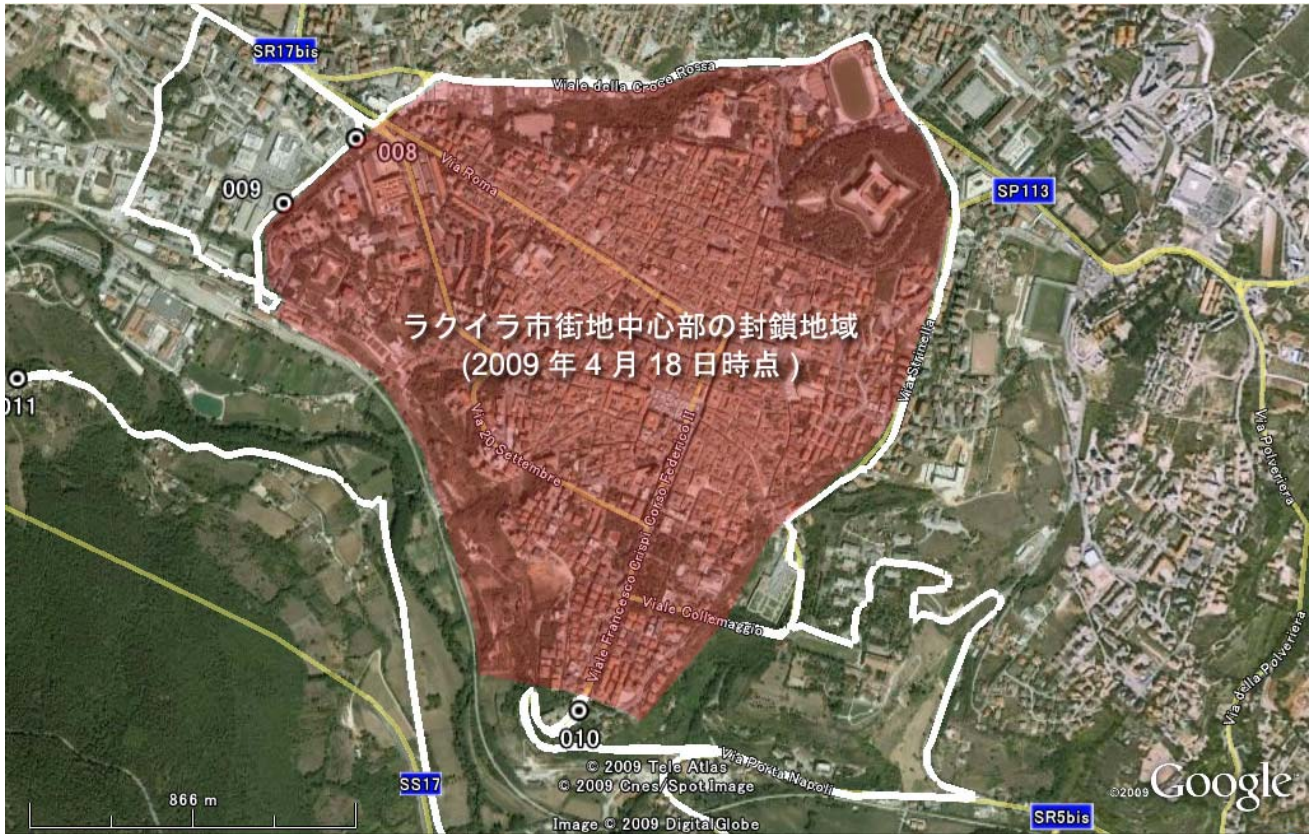 SR17bis
Viale della Croce Rossa
008
Via Roma
009
SP113
ラクイラ市街地中心部の封鎖地域
(2009 年 4 月 18 日時点 )
Via Strinella
011
Via 20 Settembre
Viale Francesco Crispi Corso Federico II
Via Polveriera
Viale Collemaggio
Via della Polveriera
010
Via Porta Napoli
© 2009 Tele Atlas
© 2009 Cnes/Spot Image
Image © 2009 DigitalGlobe
SS17
866 m
©2009 Google
SR5bis